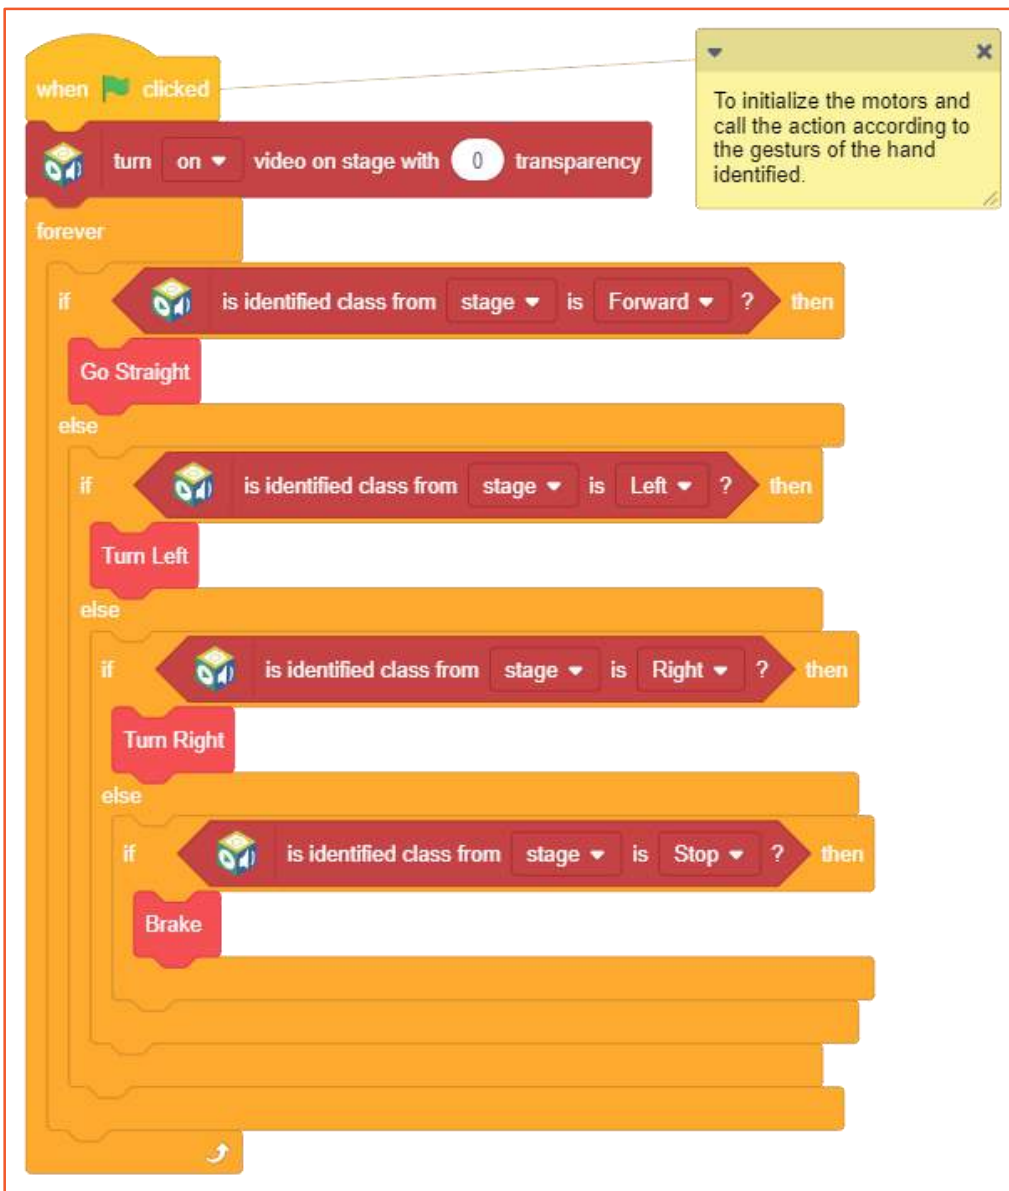 when clicked
To initialize the motors and
call the action according to
the gesturs of the hand
identified.
turn on video on stage with 0 transparency
forever
if is identified class from stage is Forward ? then
Go Straight
else
if is identified class from stage is Left ? then
Turn Left
else
if is identified class from stage is Right ? then
Turn Right
else
if is identified class from stage is Stop ? then
Brake